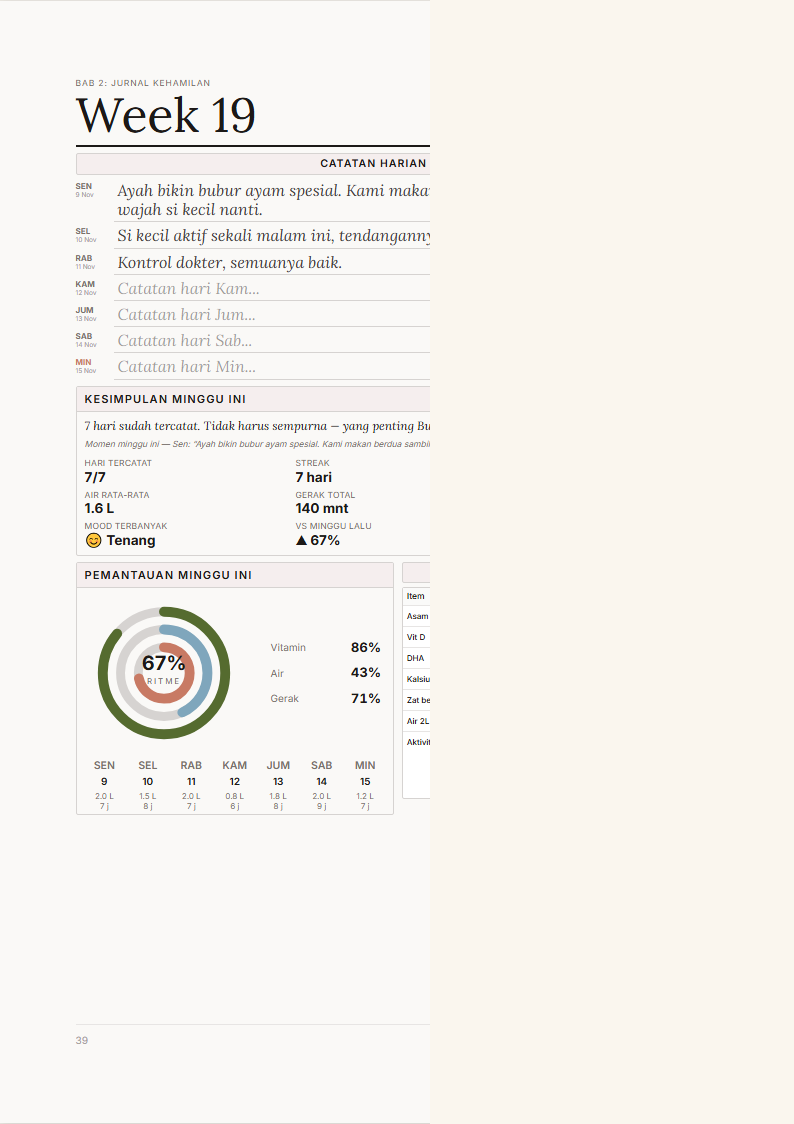 BAB 2: JURNAL KEHAMILAN
Week 19
CATATAN HARIAN
SEN
9 Nov
Ayah bikin bubur ayam spesial. Kami makan
wajah si kecil nanti.
SEL
10 Nov
Si kecil aktif sekali malam ini, tendangann
RAB
11 Nov
Kontrol dokter, semuanya baik.
KAM
12 Nov
Catatan hari Kam...
JUM
13 Nov
Catatan hari Jum...
SAB
14 Nov
Catatan hari Sab...
MIN
15 Nov
Catatan hari Min...
KESIMPULAN MINGGU INI
7 hari sudah tercatat. Tidak harus sempurna — yang penting Bu
Momen minggu ini — Sen: "Ayah bikin bubur ayam spesial. Kami makan berdua sambil
HARI TERCATAT
7/7
STREAK
7 hari
AIR RATA-RATA
1.6 L
GERAK TOTAL
140 mnt
MOOD TERBANYAK
😊 Tenang
VS MINGGU LALU
▲ 67%
PEMANTAUAN MINGGU INI
67%
RITME
Vitamin 86%
Air 43%
Gerak 71%
SEN SEL RAB KAM JUM SAB MIN
9 10 11 12 13 14 15
2.0 L 1.5 L 2.0 L 0.8 L 1.8 L 2.0 L 1.2 L
7 j 8 j 7 j 6 j 8 j 9 j 7 j
Item
Asam
Vit D
DHA
Kalsiu
Zat be
Air 2L
Aktivit
39